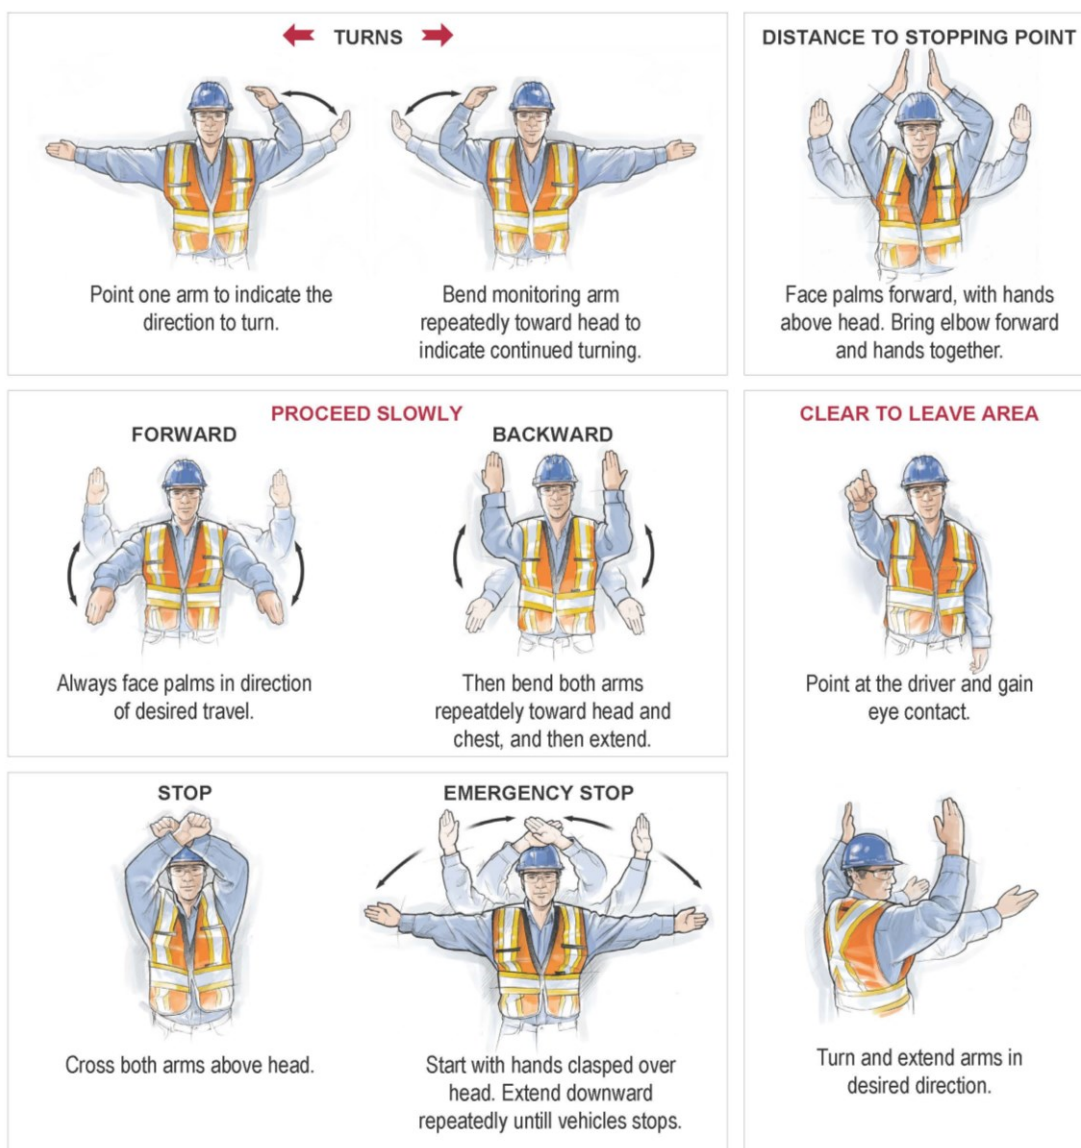 TURNS
Point one arm to indicate the
direction to turn.
Bend monitoring arm
repeatedly toward head to
indicate continued turning.
DISTANCE TO STOPPING POINT
Face palms forward, with hands
above head. Bring elbow forward
and hands together.
PROCEED SLOWLY
FORWARD
Always face palms in direction
of desired travel.
BACKWARD
Then bend both arms
repeatdely toward head and
chest, and then extend.
CLEAR TO LEAVE AREA
Point at the driver and gain
eye contact.
Turn and extend arms in
desired direction.
STOP
Cross both arms above head.
EMERGENCY STOP
Start with hands clasped over
head. Extend downward
repeatedly untill vehicles stops.